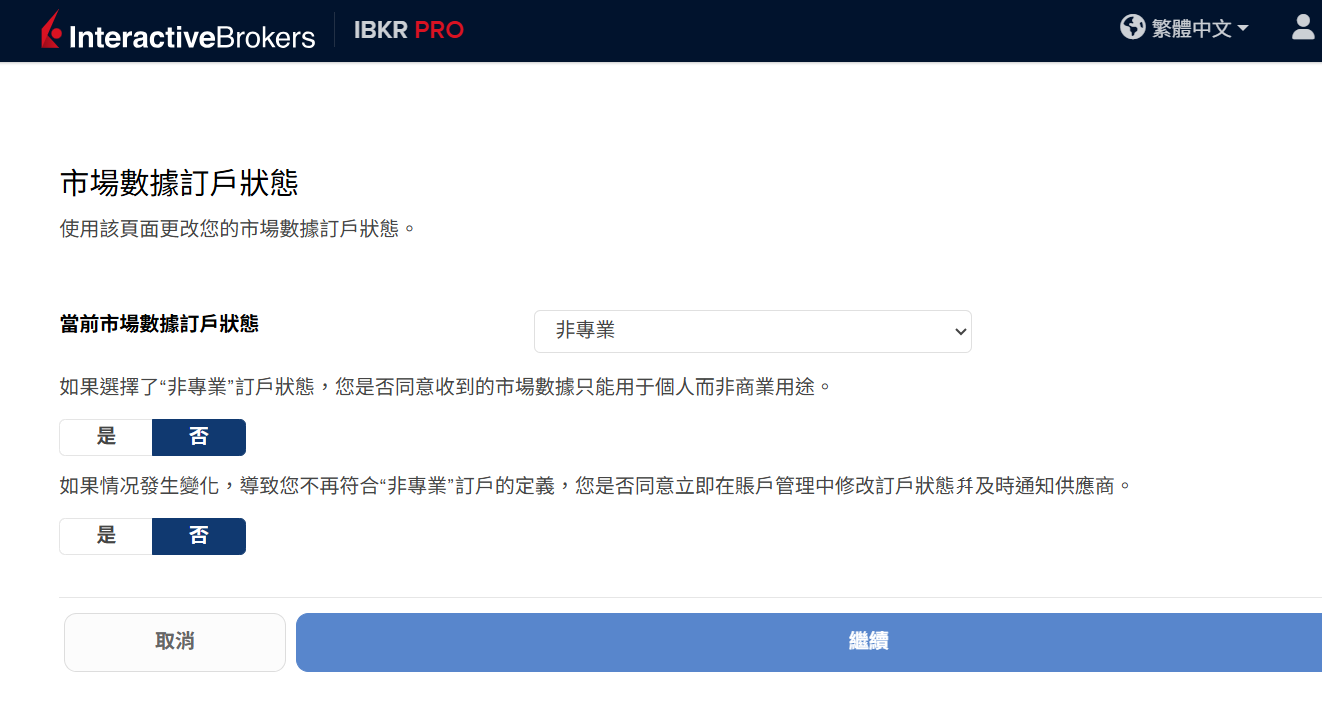 InteractiveBrokers IBKR PRO 繁體中文
市場數據訂戶狀態
使用該頁面更改您的市場數據訂戶狀態。
當前市場數據訂戶狀態 非專業
如果選擇了“非專業”訂戶狀態，您是否同意收到的市場數據只能用于個人而非商業用途。
是 否
如果情况發生變化，導致您不再符合“非專業”訂戶的定義，您是否同意立即在賬戶管理中修改訂戶狀態幷及時通知供應商。
是 否
取消 繼續